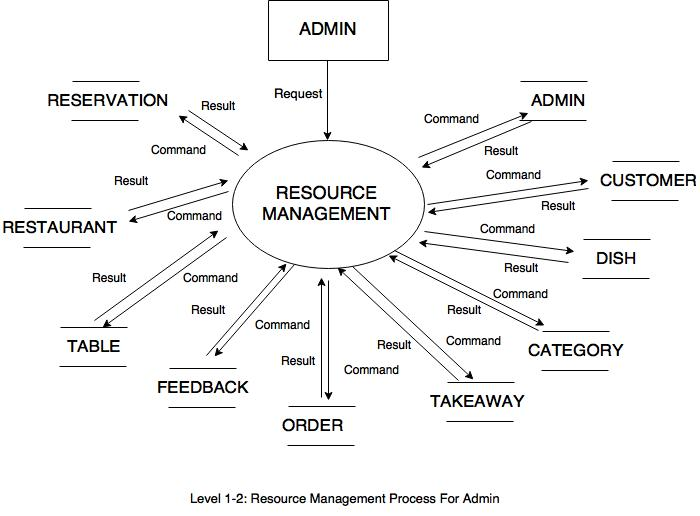 ADMIN
Request
RESERVATION
Result
Command
ADMIN
Command
Result
RESOURCE
MANAGEMENT
Command
CUSTOMER
Result
Result
Command
RESTAURANT
Command
DISH
Result
Result
Command
TABLE
Command
Result
CATEGORY
Result
Command
FEEDBACK
Command
Result
TAKEAWAY
Result
Command
ORDER
Level 1-2: Resource Management Process For Admin